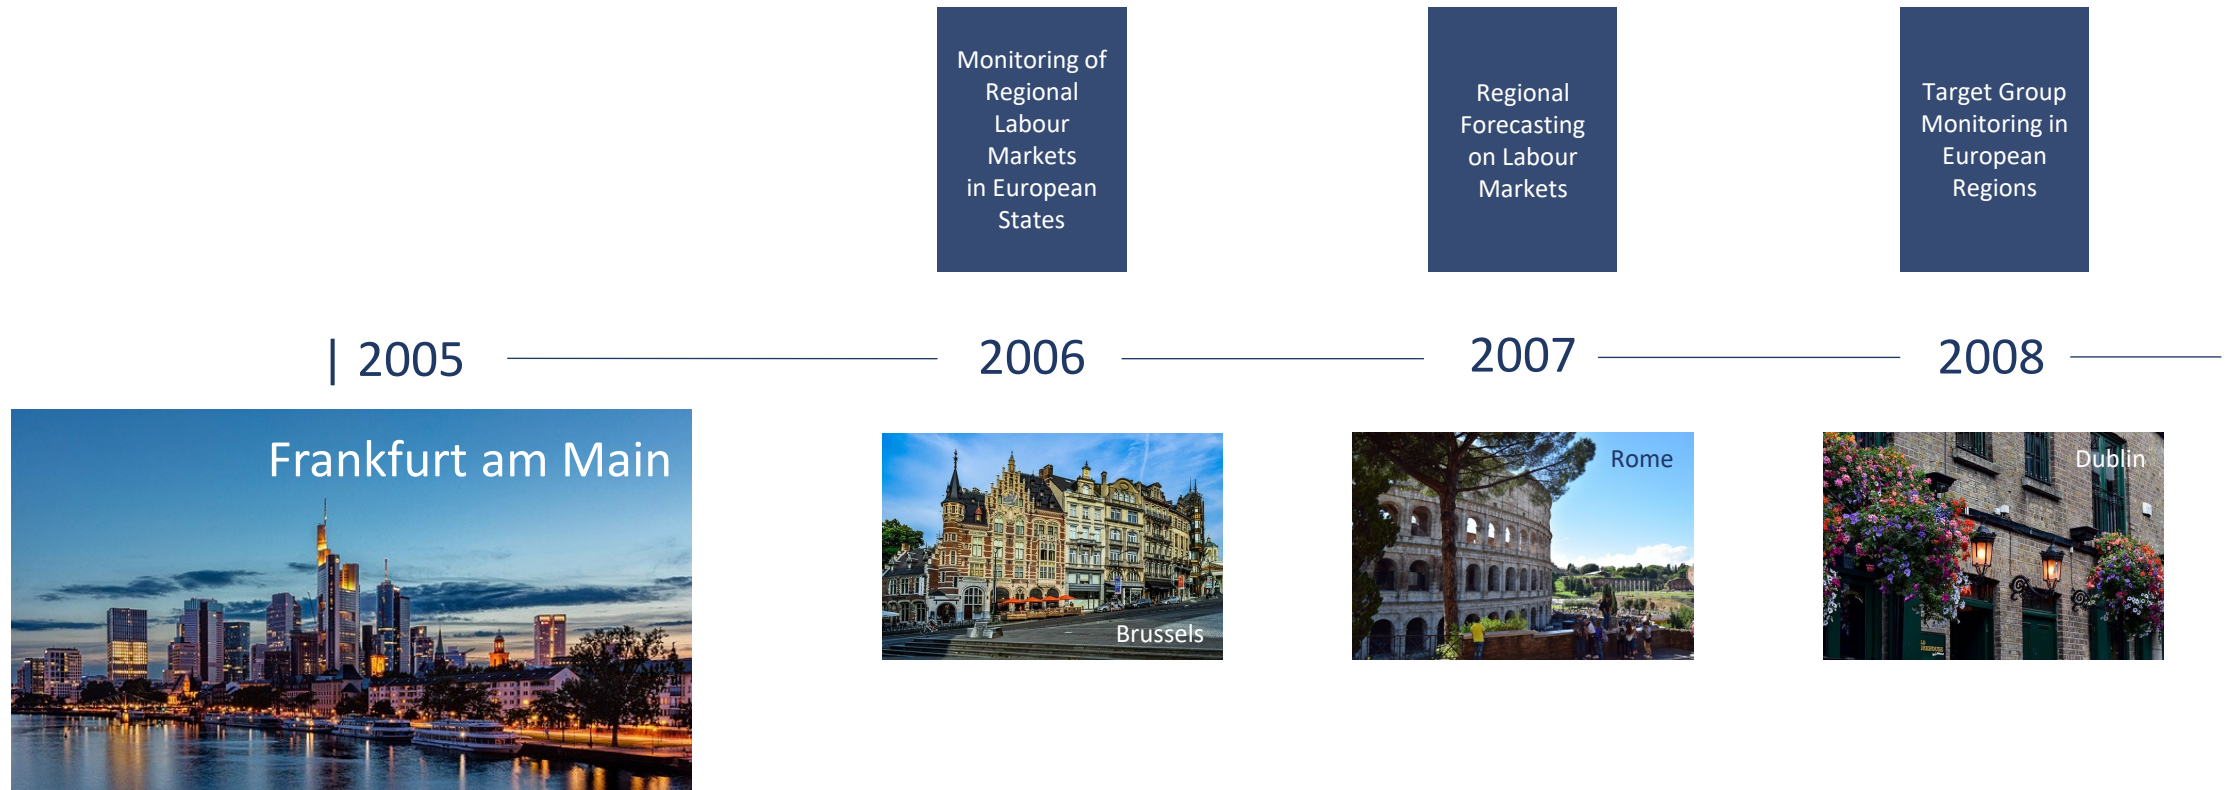 Monitoring of
Regional
Labour
Markets
in European
States
Regional
Forecasting
on Labour
Markets
Target Group
Monitoring in
European
Regions
| 2005
2006
2007
2008
Frankfurt am Main
Brussels
Rome
Dublin